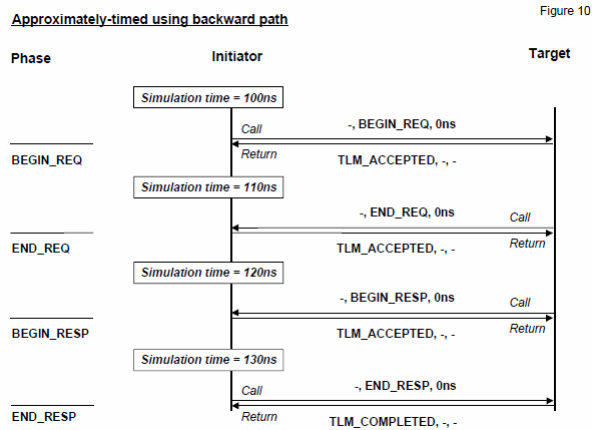 Figure 10
Approximately-timed using backward path
Phase Initiator Target
Simulation time = 100ns
Call -, BEGIN_REQ, 0ns
BEGIN_REQ Return TLM_ACCEPTED, -, -
Simulation time = 110ns
-, END_REQ, 0ns Call
END_REQ TLM_ACCEPTED, -, - Return
Simulation time = 120ns
-, BEGIN_RESP, 0ns Call
BEGIN_RESP TLM_ACCEPTED, -, - Return
Simulation time = 130ns
Call -, END_RESP, 0ns
END_RESP Return TLM_COMPLETED, -, -